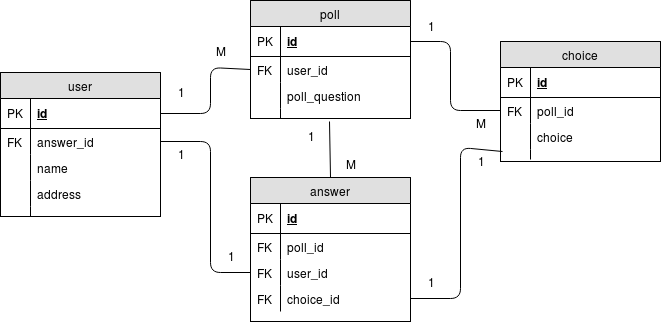 poll
PK id
FK user_id
poll_question
1
M
choice
PK id
FK poll_id
choice
M
1
user
PK id
FK answer_id
name
address
1
1
1
M
answer
PK id
FK poll_id
FK user_id
FK choice_id
1
1